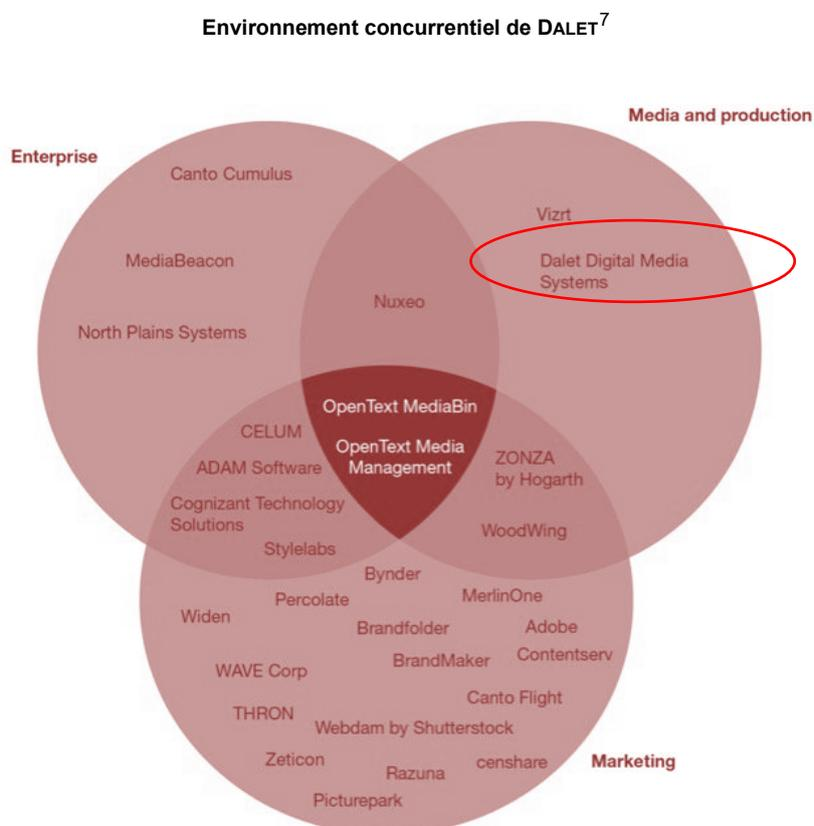 Environnement concurrentiel de DALET7
Media and production
Enterprise
Canto Cumulus
Vizrt
MediaBeacon
Dalet Digital Media
Systems
Nuxeo
North Plains Systems
OpenText MediaBin
OpenText Media
Management
CELUM
ADAM Software
Cognizant Technology
Solutions
Stylelabs
ZONZA
by Hogarth
WoodWing
Bynder
Percolate
MerlinOne
Widen
Brandfolder
Adobe
BrandMaker
Contentserv
WAVE Corp
Canto Flight
THRON
Webdam by Shutterstock
Zeticon
censhare
Marketing
Razuna
Picturepark